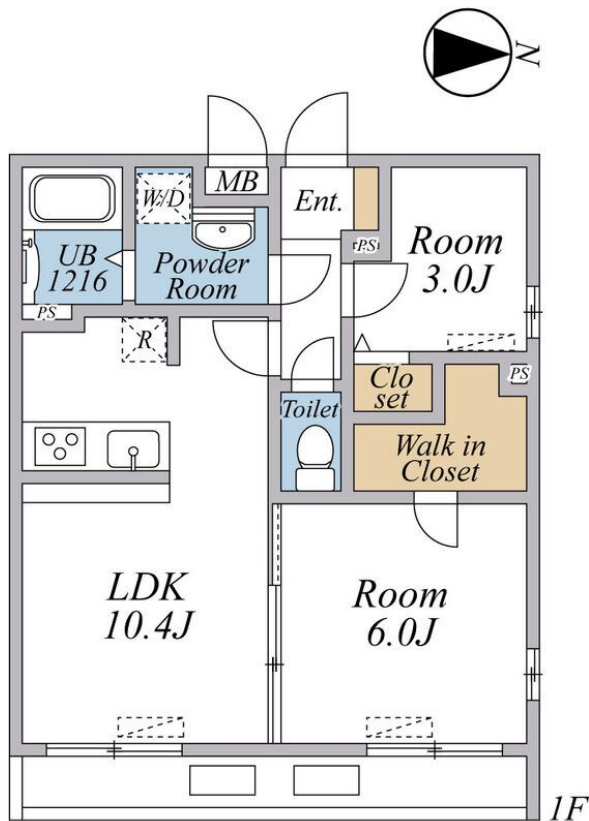 N
MB
W/D
Ent.
PS
UB
1216
Powder
Room
Room
3.0J
PS
R
Clo
set
PS
Toilet
Walk in
Closet
LDK
10.4J
Room
6.0J
1F